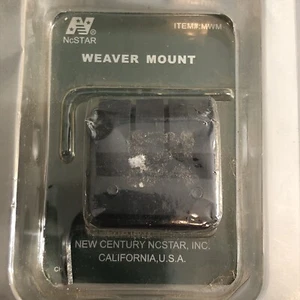 NcSTAR
ITEM#:MWM
WEAVER MOUNT
NEW CENTURY NCSTAR, INC.
CALIFORNIA, U.S.A.